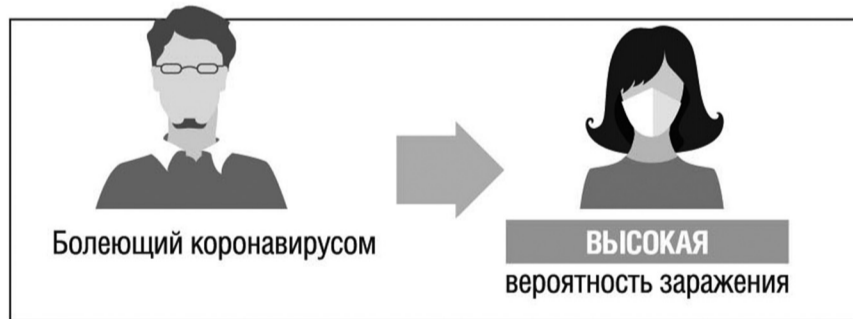 Болеющий коронавирусом
ВЫСОКАЯ
вероятность заражения